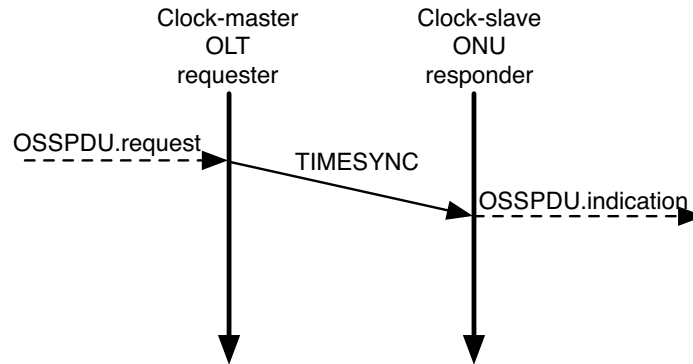 Clock-master
OLT
requester
Clock-slave
ONU
responder
OSSPDU.request
TIMESYNC
OSSPDU.indication